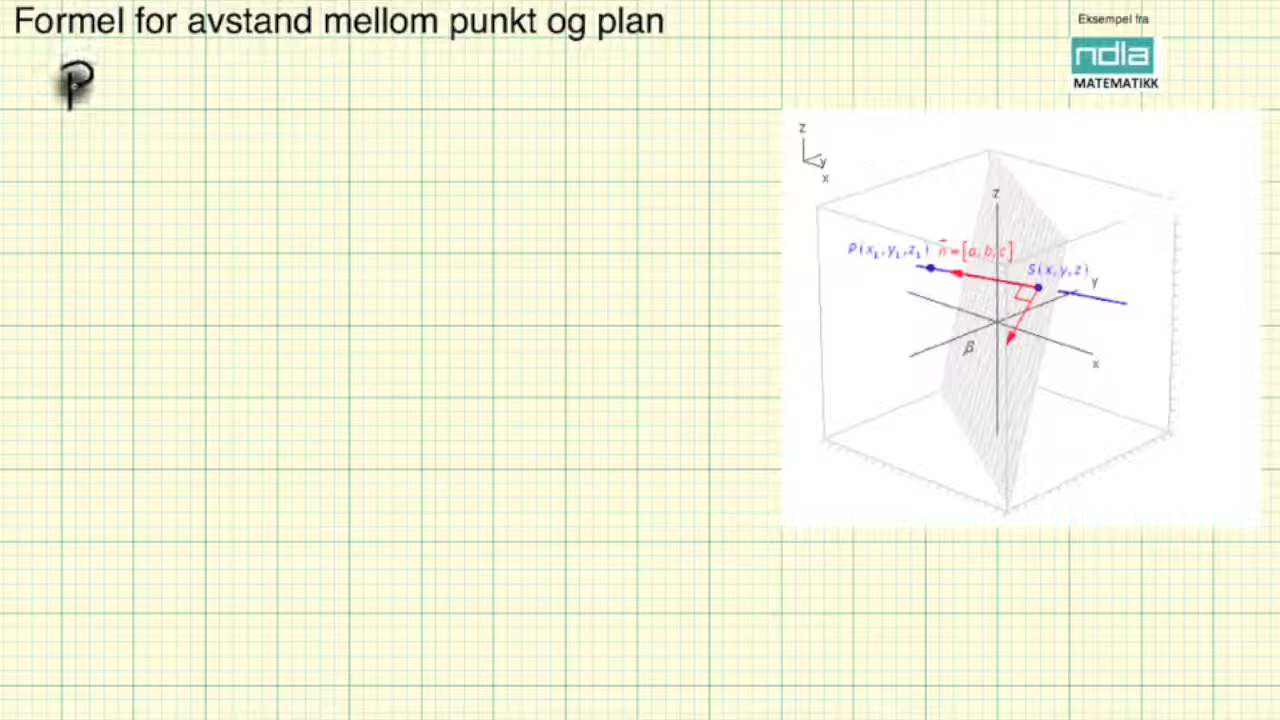 Formel for avstand mellom punkt og plan
Eksempel fra
ndla
MATEMATIKK
P
z
y
x
z
P(x₁,y₁,z₁) n⃗=[a,b,c]
S(x,y,z)
y
β
x